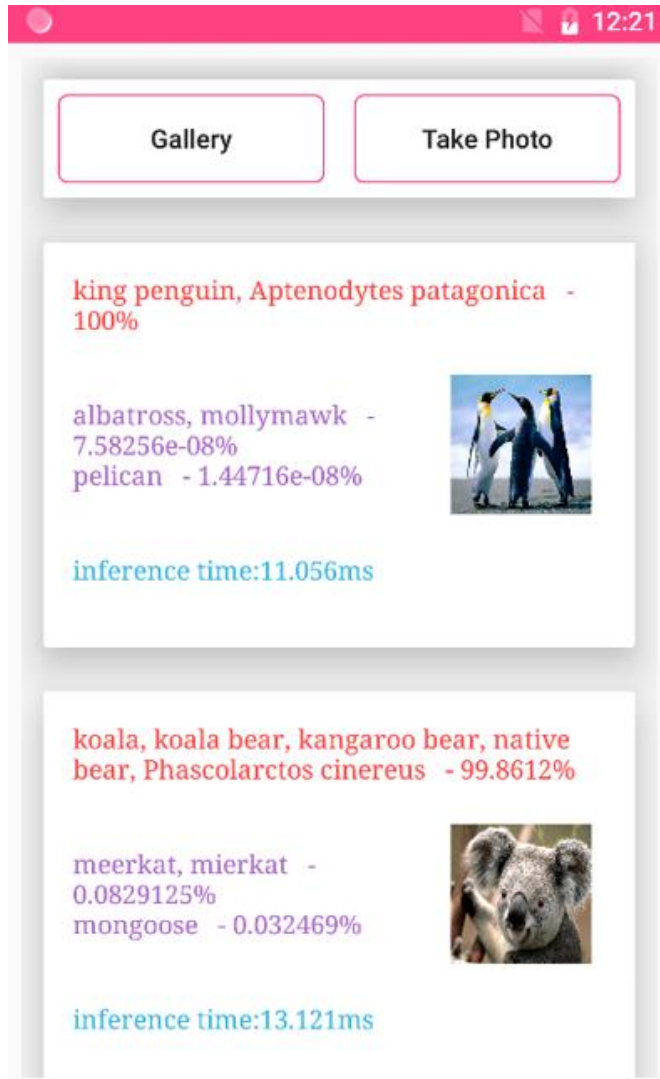 12:21
Gallery Take Photo
king penguin, Aptenodytes patagonica -
100%
albatross, mollymawk -
7.58256e-08%
pelican - 1.44716e-08%
inference time:11.056ms
koala, koala bear, kangaroo bear, native
bear, Phascolarctos cinereus - 99.8612%
meerkat, mierkat -
0.0829125%
mongoose - 0.032469%
inference time:13.121ms